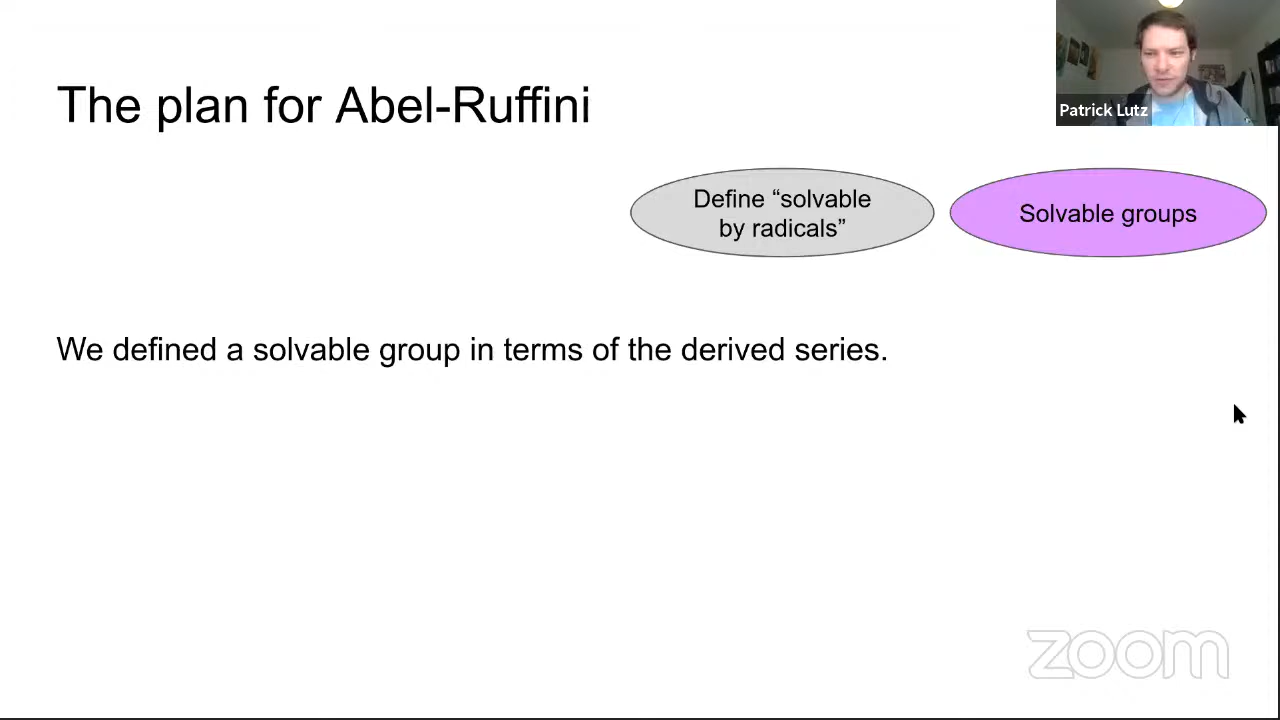 The plan for Abel-Ruffini
Patrick Lutz
Define “solvable
by radicals”
Solvable groups
We defined a solvable group in terms of the derived series.
zoom